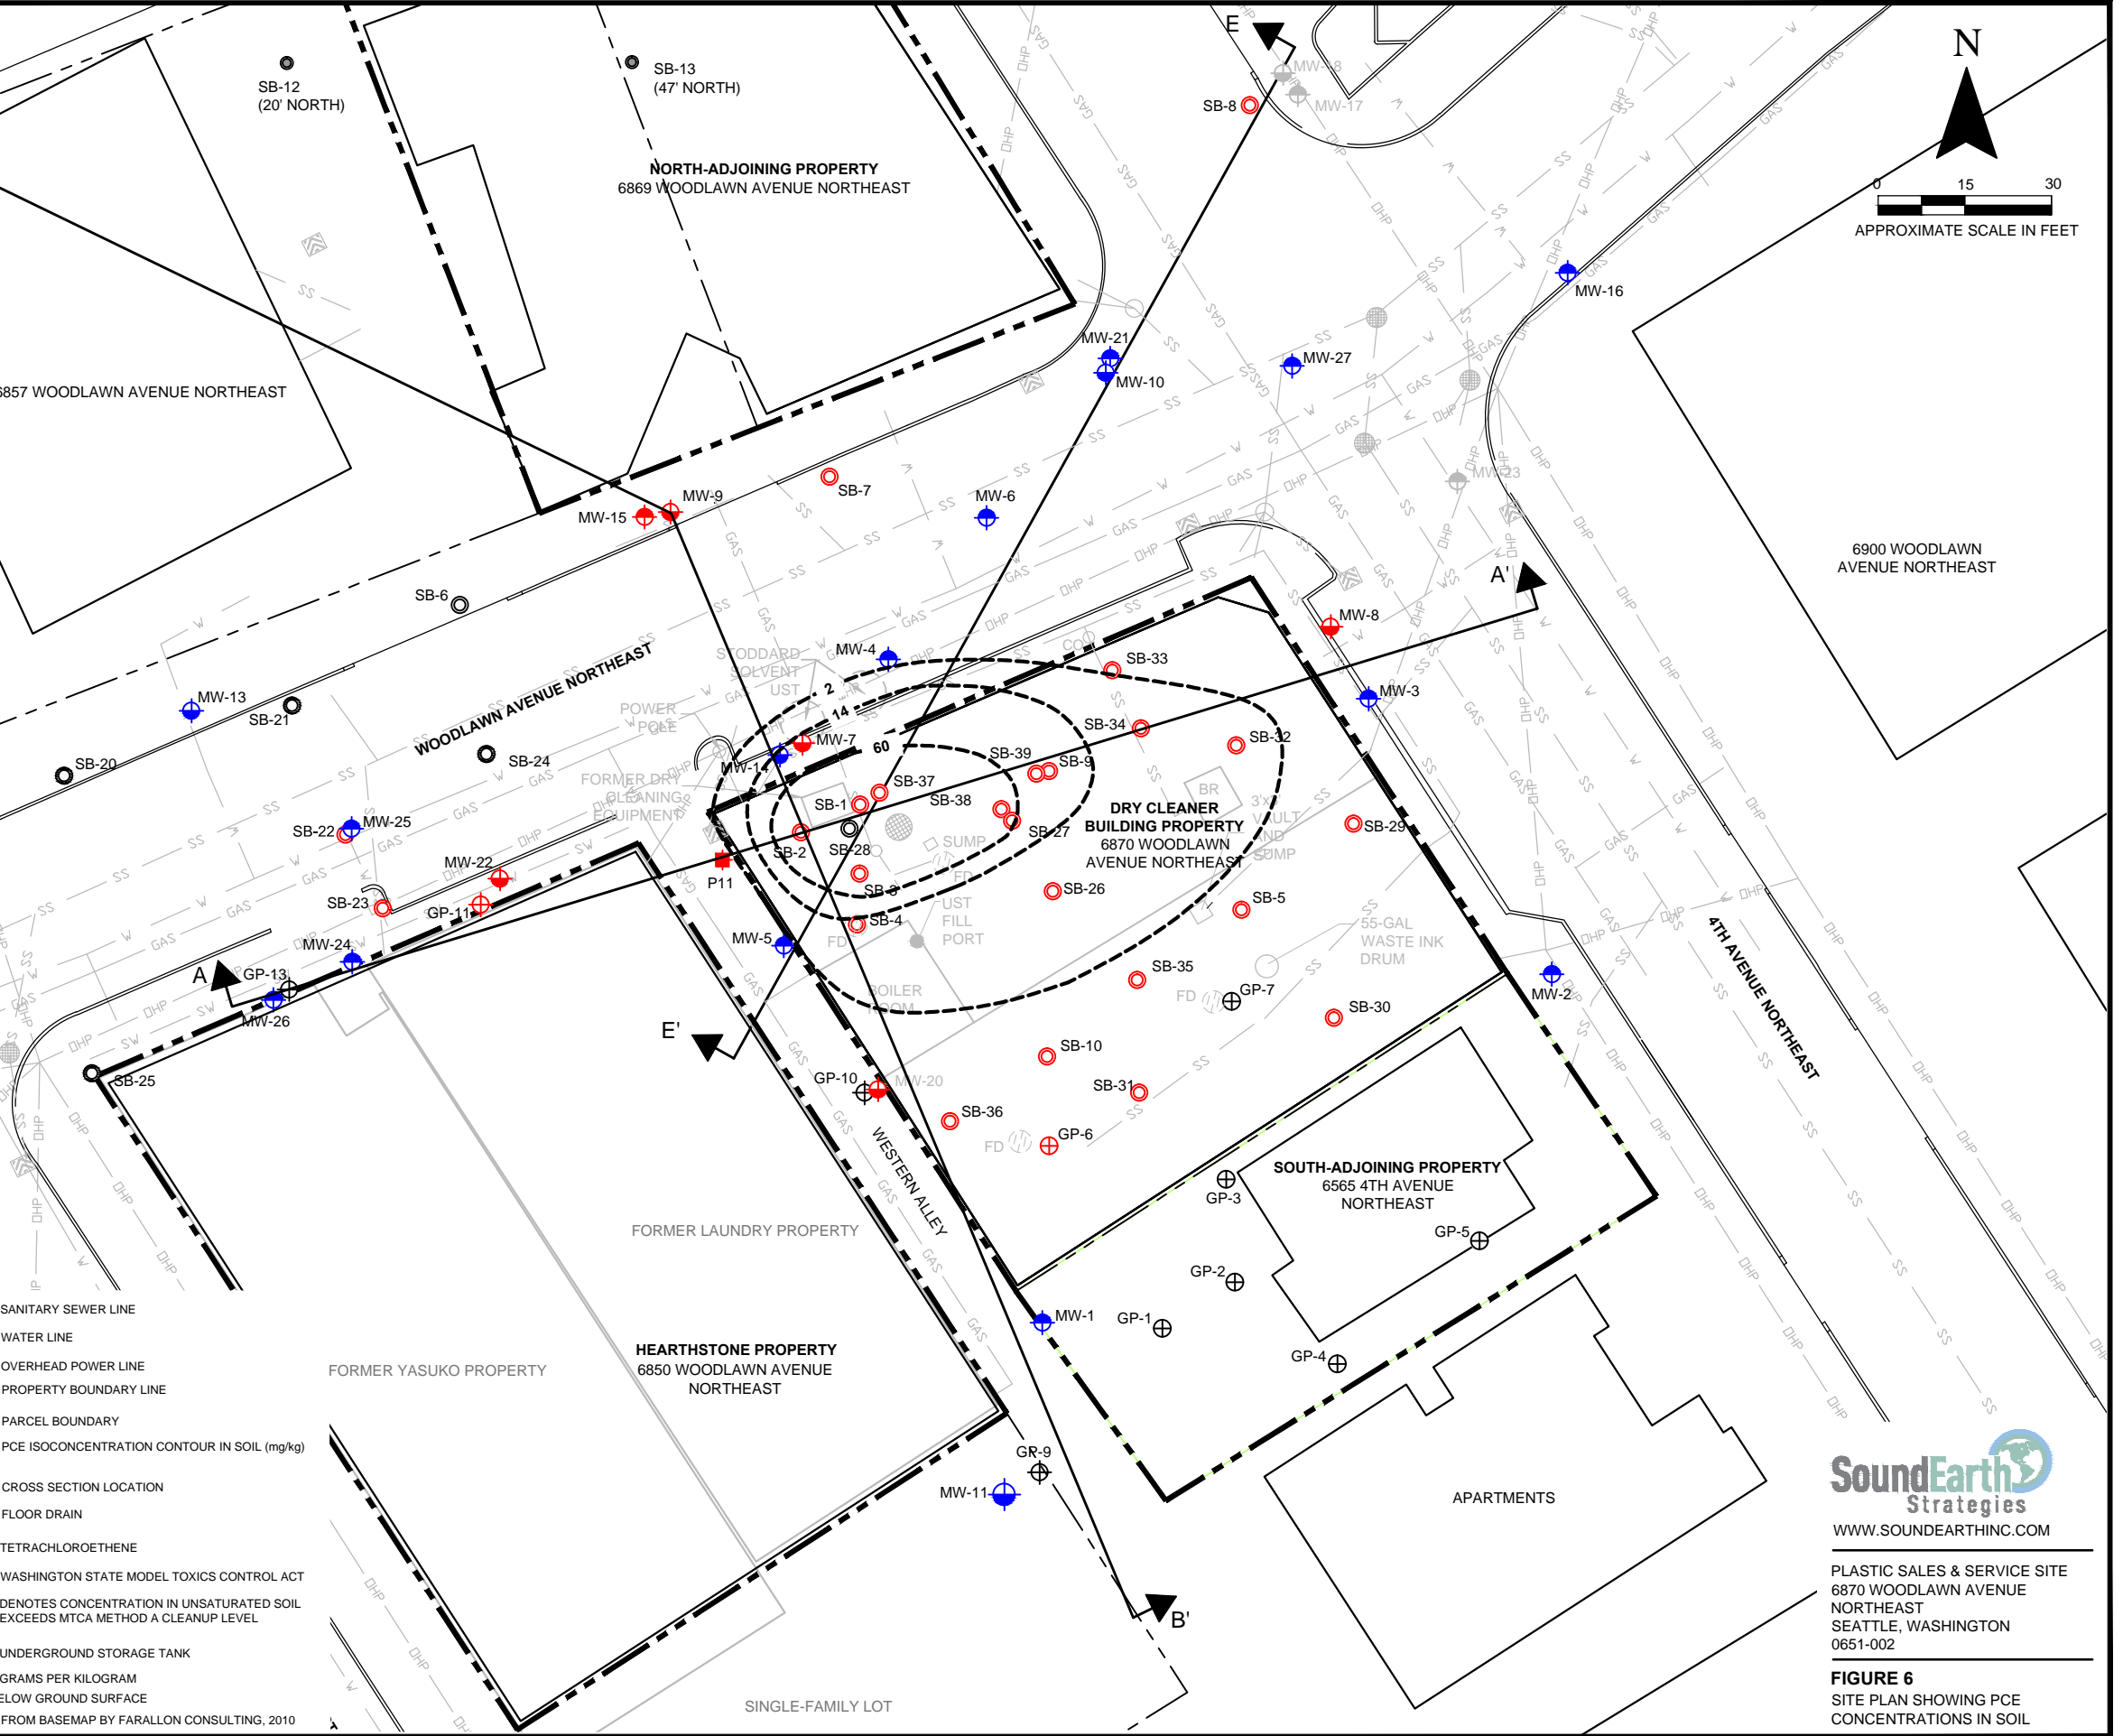 E
N
SB-12
(20' NORTH)
SB-13
(47' NORTH)
SB-8
MW-18
MW-17
NORTH-ADJOINING PROPERTY
6869 WOODLAWN AVENUE NORTHEAST
0 15 30
APPROXIMATE SCALE IN FEET
MW-16
MW-21
MW-10
MW-27
6857 WOODLAWN AVENUE NORTHEAST
SB-7
MW-9
MW-15
MW-6
MW-23
6900 WOODLAWN
AVENUE NORTHEAST
A'
SB-6
MW-8
MW-4
STODDARD
SOLVENT
UST
CO
SB-33
MW-3
MW-13
SB-21
WOODLAWN AVENUE NORTHEAST
2
14
60
POWER
POLE
SB-34
SB-32
SB-20
SB-24
MW-7
MW-14
SB-39
SB-9
FORMER DRY
CLEANING
EQUIPMENT
SB-37
SB-1
SB-38
BR
DRY CLEANER
BUILDING PROPERTY
6870 WOODLAWN
AVENUE NORTHEAST
3'x
VAULT
AND
SUMP
SB-22
MW-25
SB-2
SB-28
SUMP
SB-27
SB-29
MW-22
P11
SB-3
FD
SB-26
SB-23
GP-11
SB-4
UST
FILL
PORT
SB-5
55-GAL
WASTE INK
DRUM
4TH AVENUE NORTHEAST
MW-24
MW-5
FD
A
GP-13
SB-35
MW-2
BOILER
ROOM
FD
GP-7
MW-26
SB-30
E'
SB-10
SB-25
GP-10
MW-20
SB-31
SB-36
FD
GP-6
WESTERN ALLEY
GP-3
SOUTH-ADJOINING PROPERTY
6565 4TH AVENUE
NORTHEAST
FORMER LAUNDRY PROPERTY
GP-5
GP-2
SANITARY SEWER LINE
WATER LINE
MW-1
GP-1
OVERHEAD POWER LINE
FORMER YASUKO PROPERTY
HEARTHSTONE PROPERTY
6850 WOODLAWN AVENUE
NORTHEAST
GP-4
PROPERTY BOUNDARY LINE
PARCEL BOUNDARY
PCE ISOCONCENTRATION CONTOUR IN SOIL (mg/kg)
GP-9
MW-11
CROSS SECTION LOCATION
FLOOR DRAIN
APARTMENTS
SoundEarth
Strategies
WWW.SOUNDEARTHINC.COM
TETRACHLOROETHENE
WASHINGTON STATE MODEL TOXICS CONTROL ACT
DENOTES CONCENTRATION IN UNSATURATED SOIL
EXCEEDS MTCA METHOD A CLEANUP LEVEL
B'
UNDERGROUND STORAGE TANK
GRAMS PER KILOGRAM
ELOW GROUND SURFACE
FROM BASEMAP BY FARALLON CONSULTING, 2010
SINGLE-FAMILY LOT
PLASTIC SALES & SERVICE SITE
6870 WOODLAWN AVENUE
NORTHEAST
SEATTLE, WASHINGTON
0651-002
FIGURE 6
SITE PLAN SHOWING PCE
CONCENTRATIONS IN SOIL